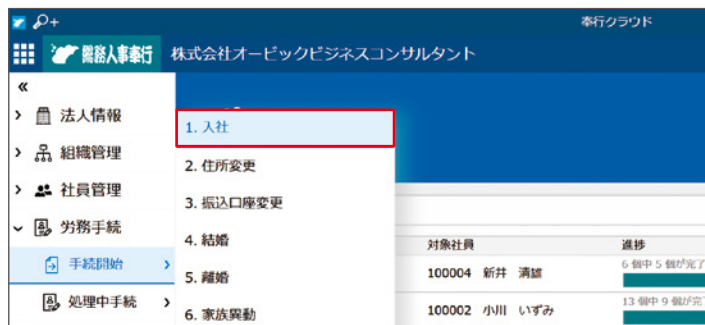 奉行クラウド
総務人事奉行 株式会社オービックビジネスコンサルタント
«
法人情報
組織管理
社員管理
労務手続
手続開始
処理中手続
1. 入社
2. 住所変更
3. 振込口座変更
4. 結婚
5. 離婚
6. 家族異動
対象社員 進捗
100004 新井 清雄 6 個中 5 個が完了
100002 小川 いずみ 13 個中 9 個が完